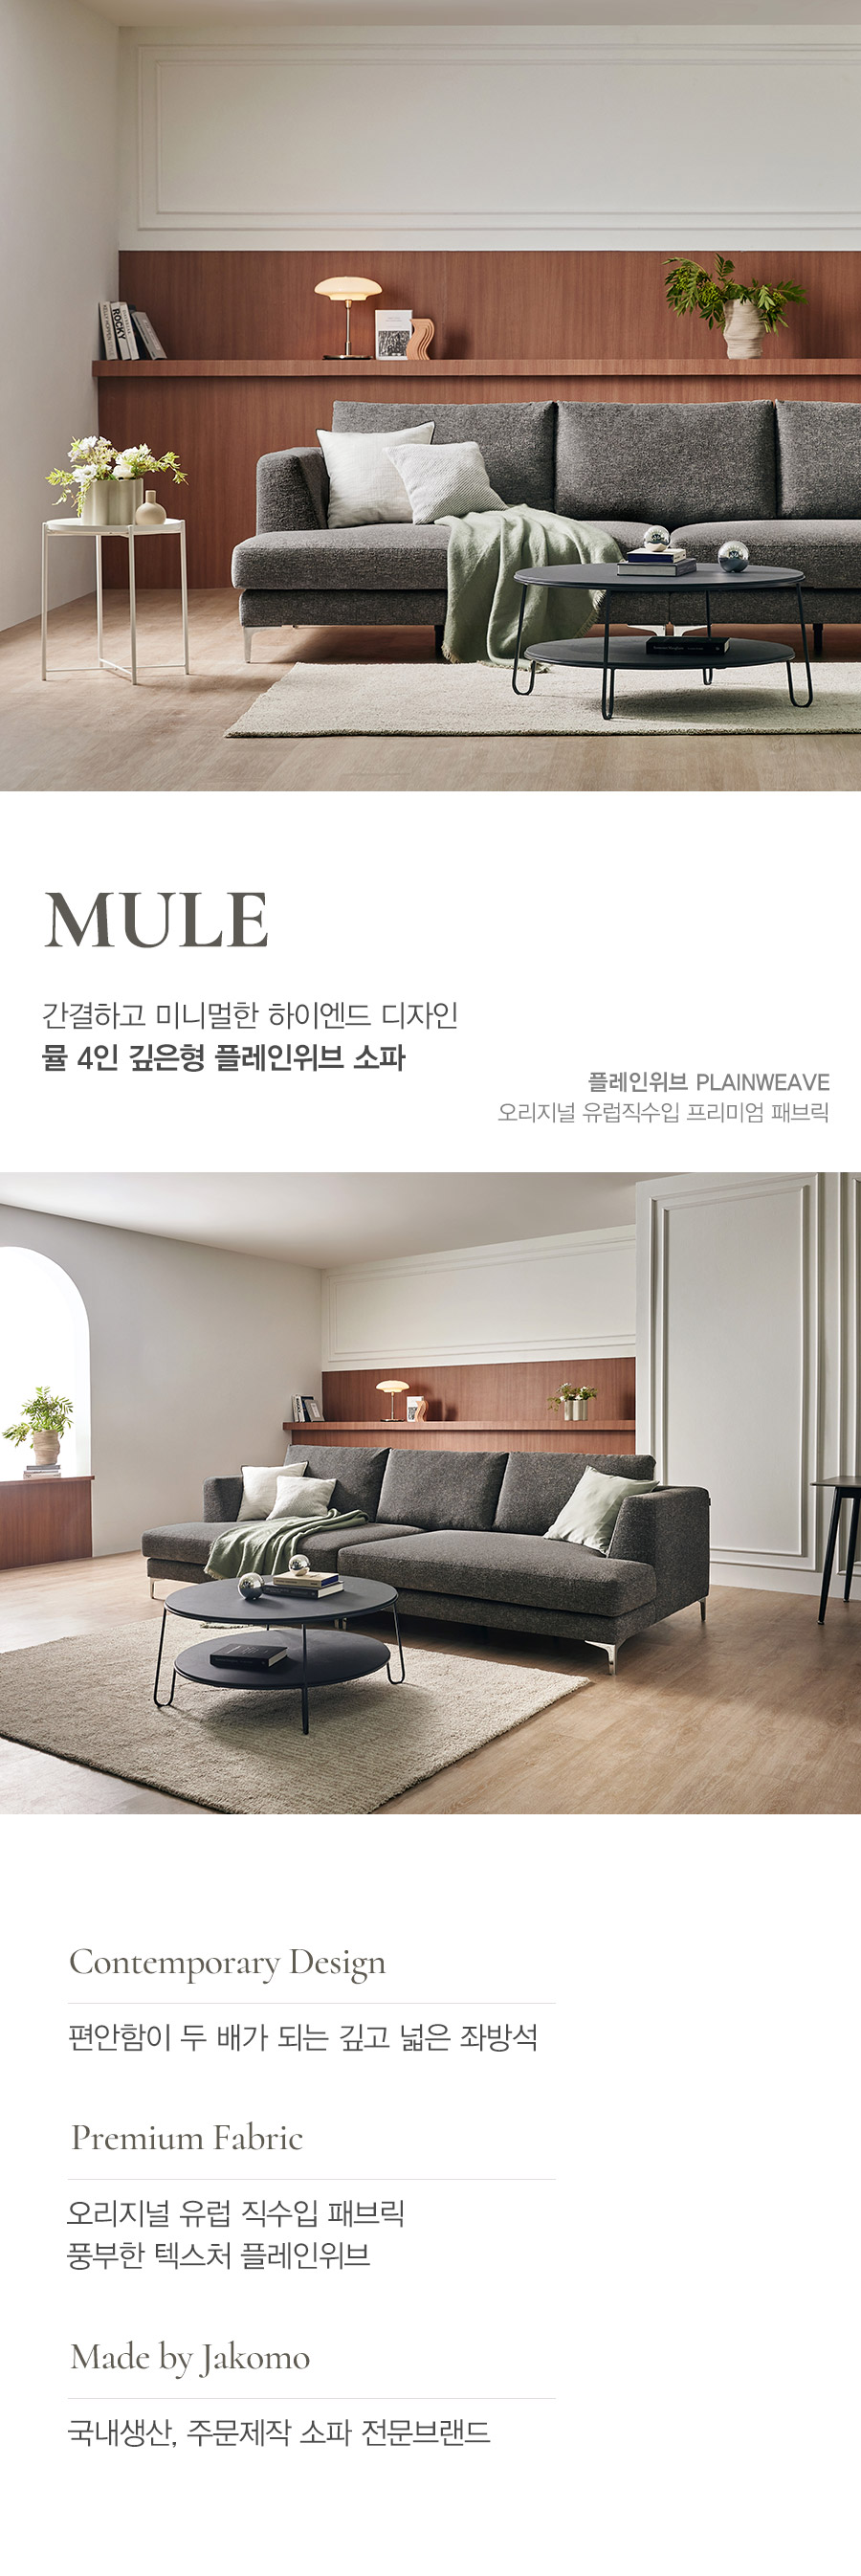 ROCKY
MULE
간결하고 미니멀한 하이엔드 디자인
뮬 4인 깊은형 플레인위브 소파
플레인위브 PLAINWEAVE
오리지널 유럽직수입 프리미엄 패브릭
Contemporary Design
편안함이 두 배가 되는 깊고 넓은 좌방석
Premium Fabric
오리지널 유럽 직수입 패브릭
풍부한 텍스처 플레인위브
Made by Jakomo
국내생산, 주문제작 소파 전문브랜드